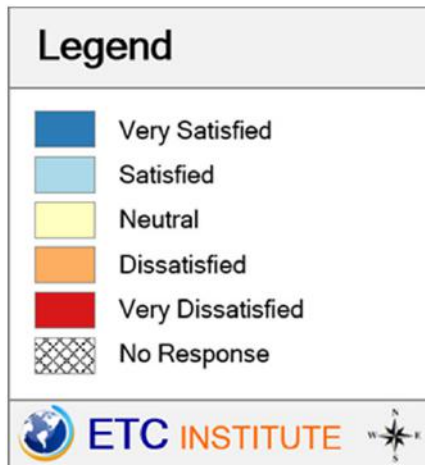 Legend
Very Satisfied
Satisfied
Neutral
Dissatisfied
Very Dissatisfied
No Response
ETC INSTITUTE
N
W E
S